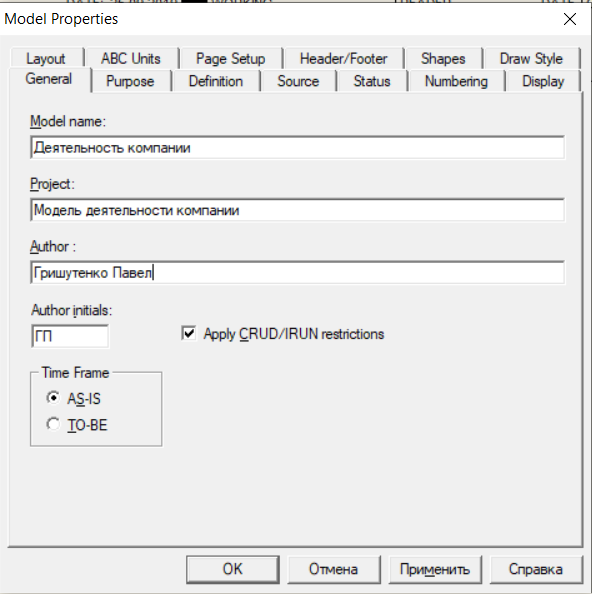 Model Properties
Layout ABC Units Page Setup Header/Footer Shapes Draw Style
General Purpose Definition Source Status Numbering Display
Model name:
Деятельность компании
Project:
Модель деятельности компании
Author :
Гришутенко Павел
Author initials:
ГП
Apply CRUD/IRUN restrictions
Time Frame
AS-IS
TO-BE
OK Отмена Применить Справка